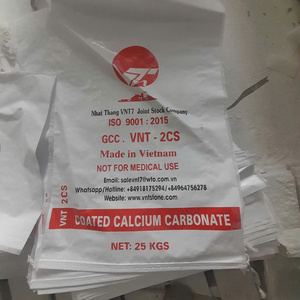 Nhat Thang VNT7 Joint Stock Company
ISO 9001 : 2015
GCC . VNT - 2CS
Made in Vietnam
NOT FOR MEDICAL USE
Email: salevnt7@vto.com.vn
Whatsapp/Hotline: +84918175294/+84964756278
Website: www.vntstone.com
VNT 2CS
COATED CALCIUM CARBONATE
NET: 25 KGS